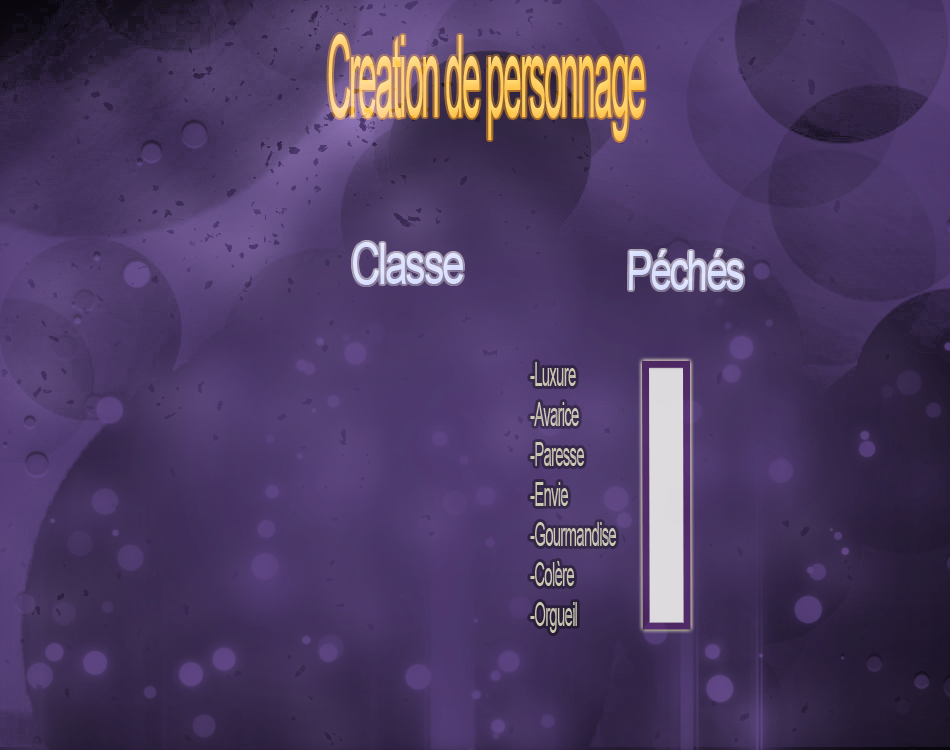 Creation de personnage
Classe
Péchés
-Luxure
-Avarice
-Paresse
-Envie
-Gourmandise
-Colère
-Orgueil